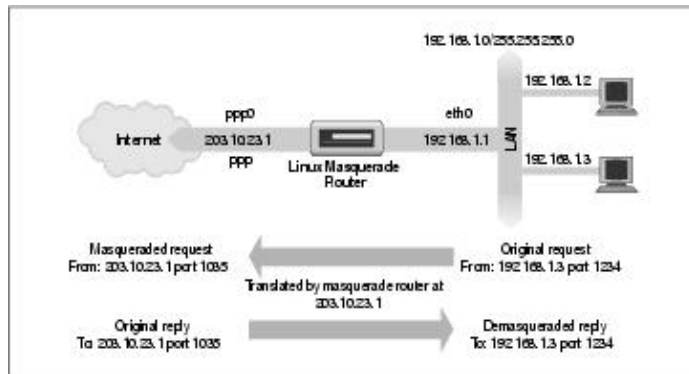 192.168.1.0/255.255.255.0
192.168.1.2
ppp0
eth0
Internet
203.10.23.1
192.168.1.1
LAN
PPP
Linux Masquerade
Router
192.168.1.3
Masqueraded request
From: 203.10.23.1 port 1035
Original request
From: 192.168.1.3 port 1234
Translated by masquerade router at
203.10.23.1
Original reply
To: 203.10.23.1 port 1035
Demasqueraded reply
To: 192.168.1.3 port 1234